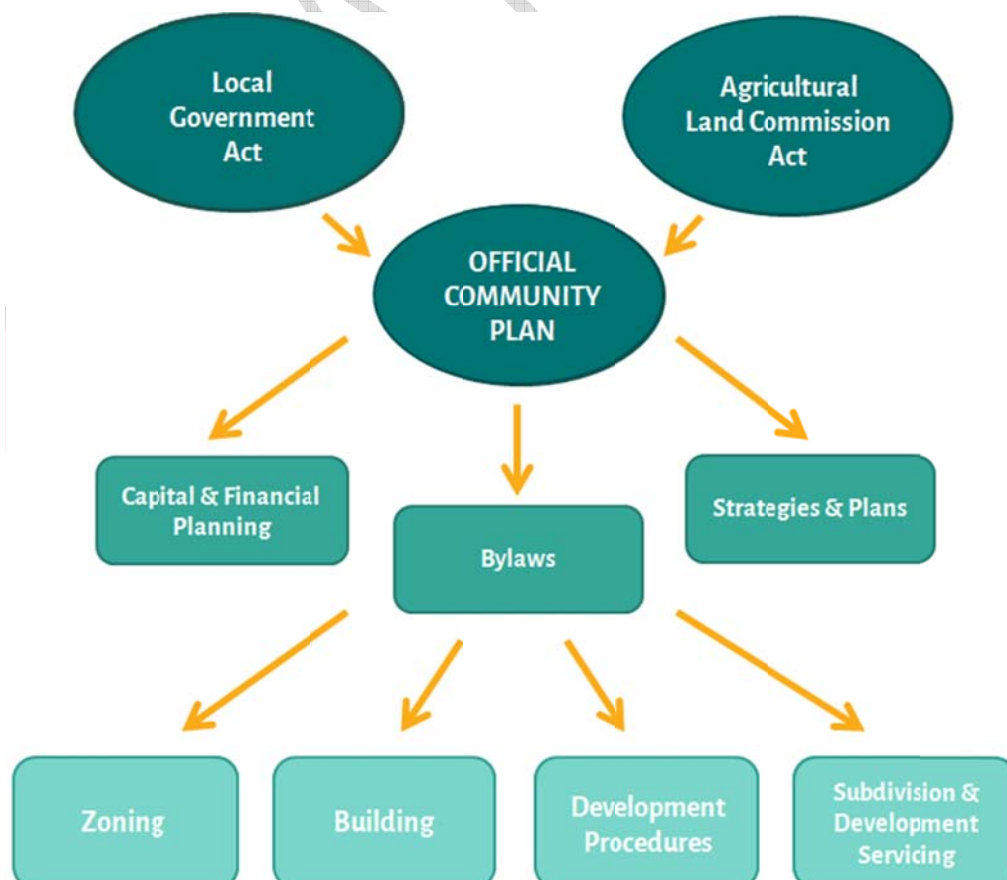 Local
Government
Act
Agricultural
Land Commission
Act
OFFICIAL
COMMUNITY
PLAN
Capital & Financial
Planning
Bylaws
Strategies & Plans
Zoning
Building
Development
Procedures
Subdivision &
Development
Servicing